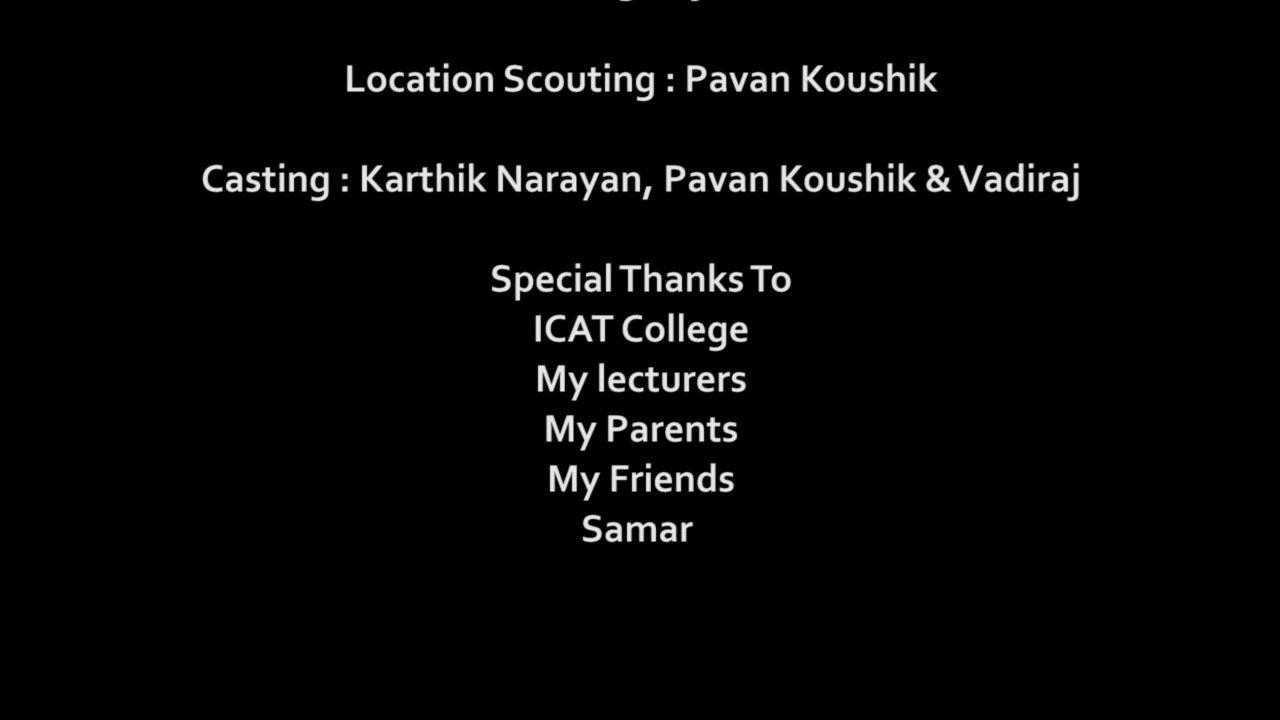 Location Scouting : Pavan Koushik
Casting : Karthik Narayan, Pavan Koushik & Vadiraj
Special Thanks To
ICAT College
My lecturers
My Parents
My Friends
Samar